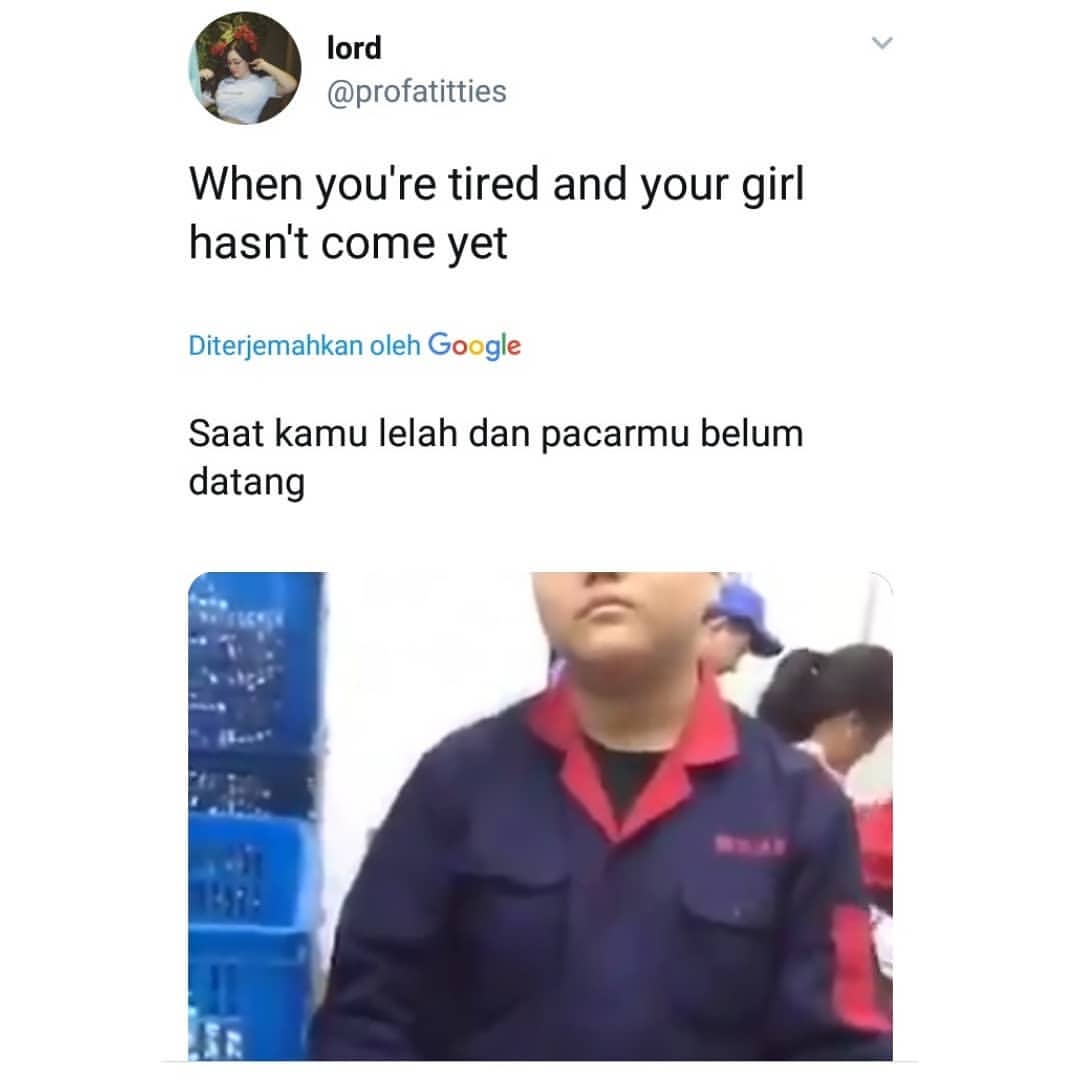 lord
@profatitties
When you're tired and your girl
hasn't come yet
Diterjemahkan oleh Google
Saat kamu lelah dan pacarmu belum
datang